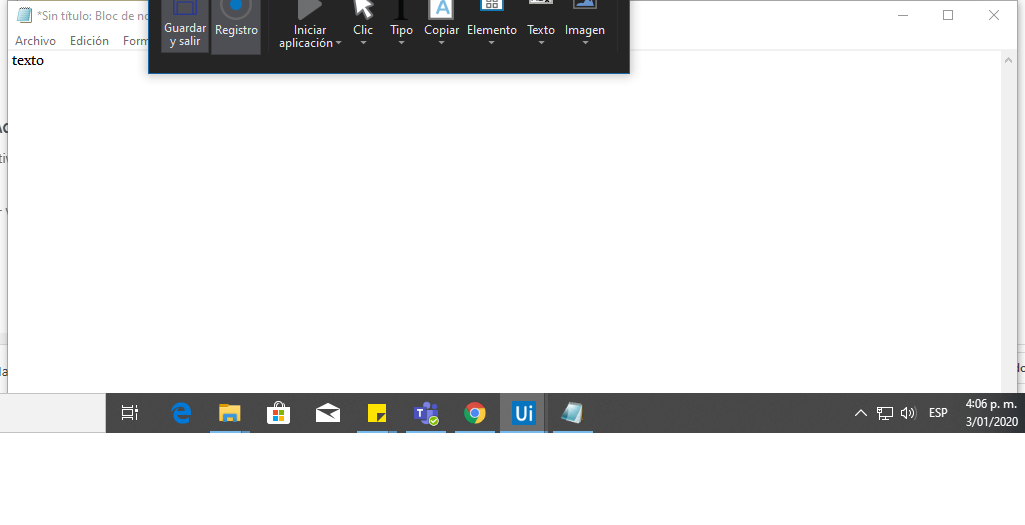 *Sin título: Bloc de no
Archivo Edición Form
texto
Guardar
y salir
Registro
Iniciar
aplicación
Clic
Tipo
Copiar
Elemento
Texto
Imagen
Ui
ESP
4:06 p. m.
3/01/2020